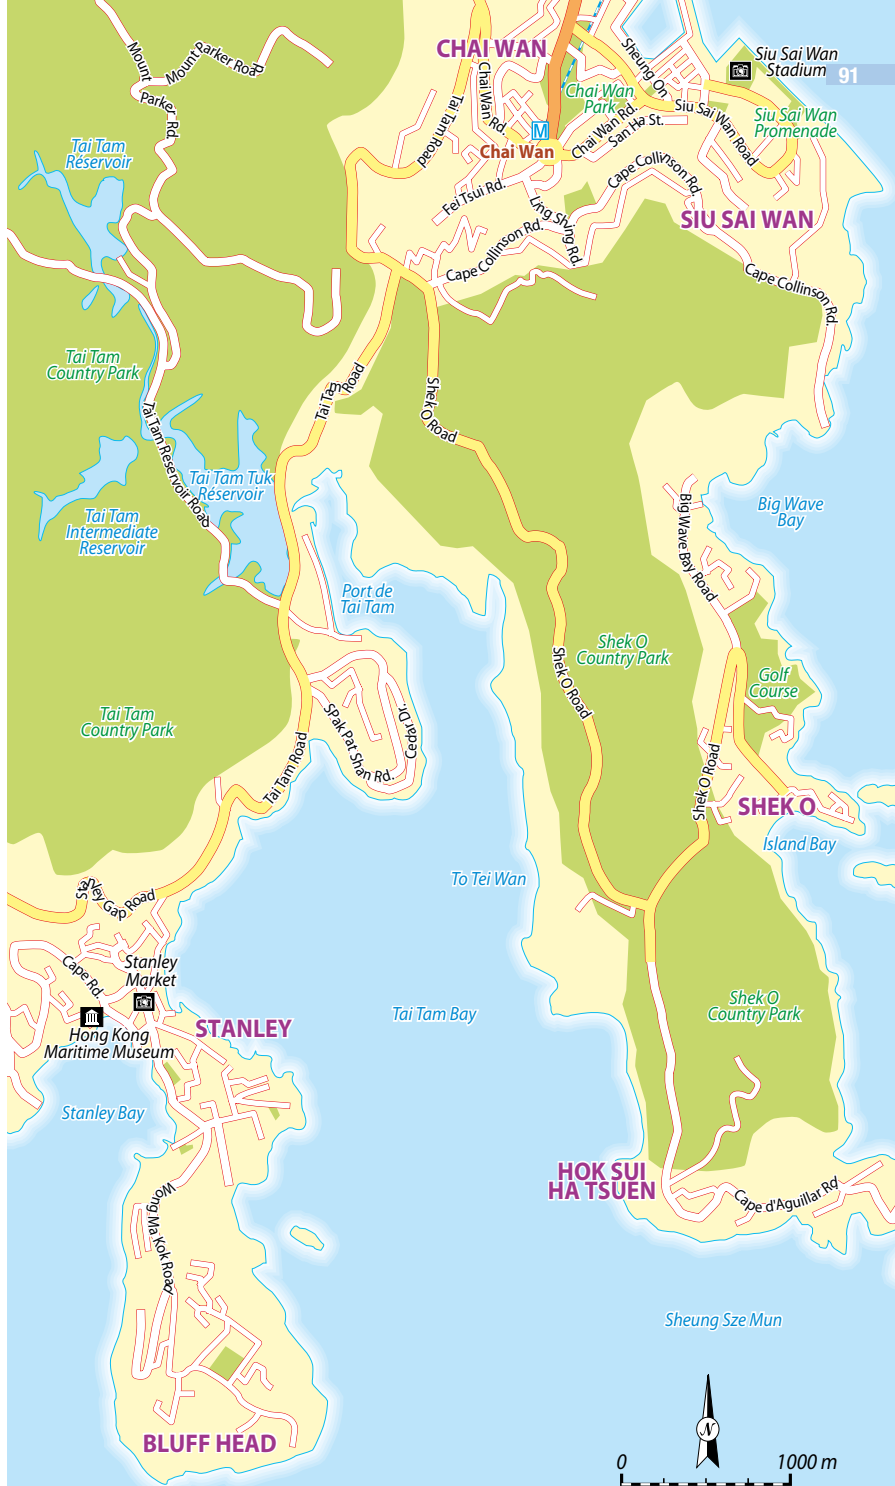 CHAI WAN
Siu Sai Wan
Stadium
91
Mount
Mount Parker Road
Parker Rd.
Sheung On
Chai Wan Rd.
Tai Tam Road
Chai Wan
Park
Chai Wan Rd.
San Ha St.
Siu Sai Wan Road
Siu Sai Wan
Promenade
M
Chai Wan
Tai Tam
Réservoir
Fei Tsui Rd.
Ling Shing Rd.
Cape Collinson Rd.
SIU SAI WAN
Cape Collinson Rd.
Cape Collinson Rd.
Tai Tam
Country Park
Tai Tam Road
Shek O Road
Tai Tam Reservoir Road
Tai Tam Tuk
Réservoir
Tai Tam
Intermediate
Reservoir
Big Wave
Bay
Big Wave Bay Road
Port de
Tai Tam
Shek O
Country Park
Shek O Road
Golf
Course
Tai Tam
Country Park
SPak Pat Shan Rd.
Cedar Dr.
Tai Tam Road
Shek O Road
SHEK O
Island Bay
To Tei Wan
Stanley Gap Road
Cape Rd.
Stanley
Market
Tai Tam Bay
Shek O
Country Park
STANLEY
Hong Kong
Maritime Museum
Stanley Bay
HOK SUI
HA TSUEN
Cape d'Aguillar Rd
Wong Ma Kok Road
Sheung Sze Mun
BLUFF HEAD
N
0
1000 m